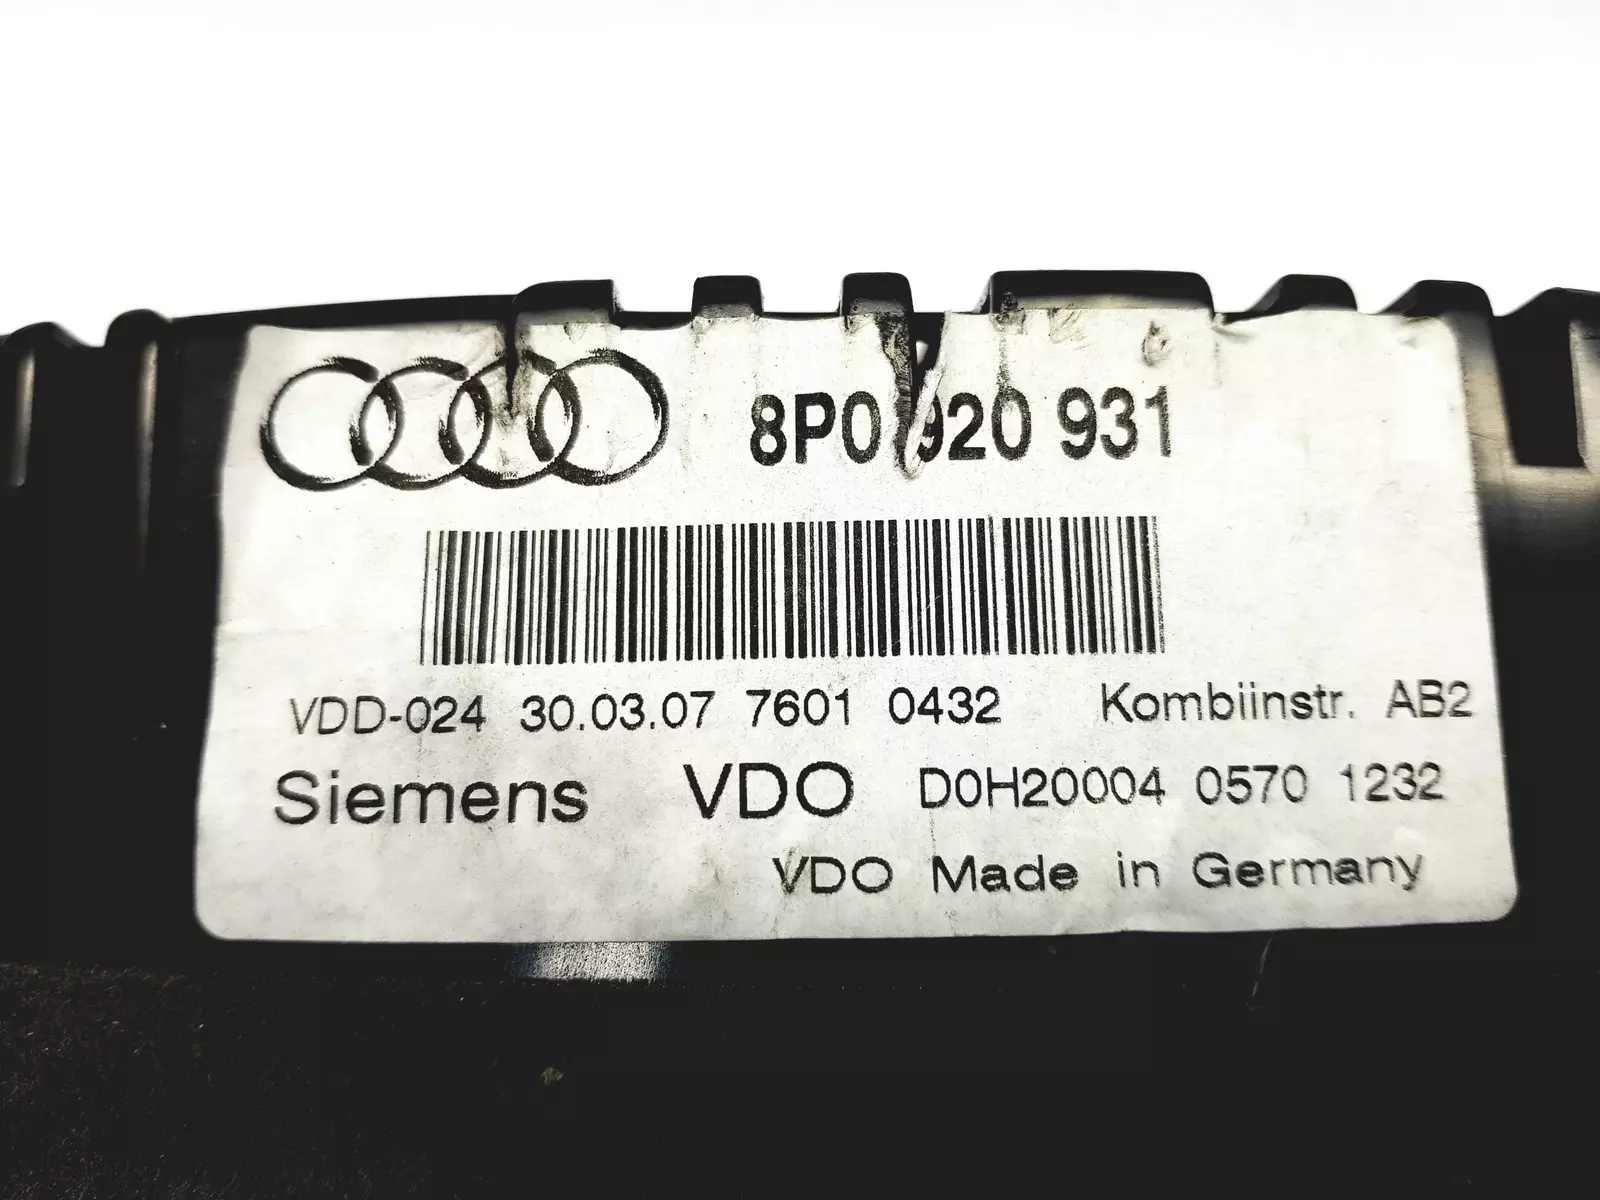 8P0 920 931
VDD-024 30.03.07 7601 0432 Kombiinstr. AB2
Siemens VDO D0H20004 0570 1232
VDO Made in Germany